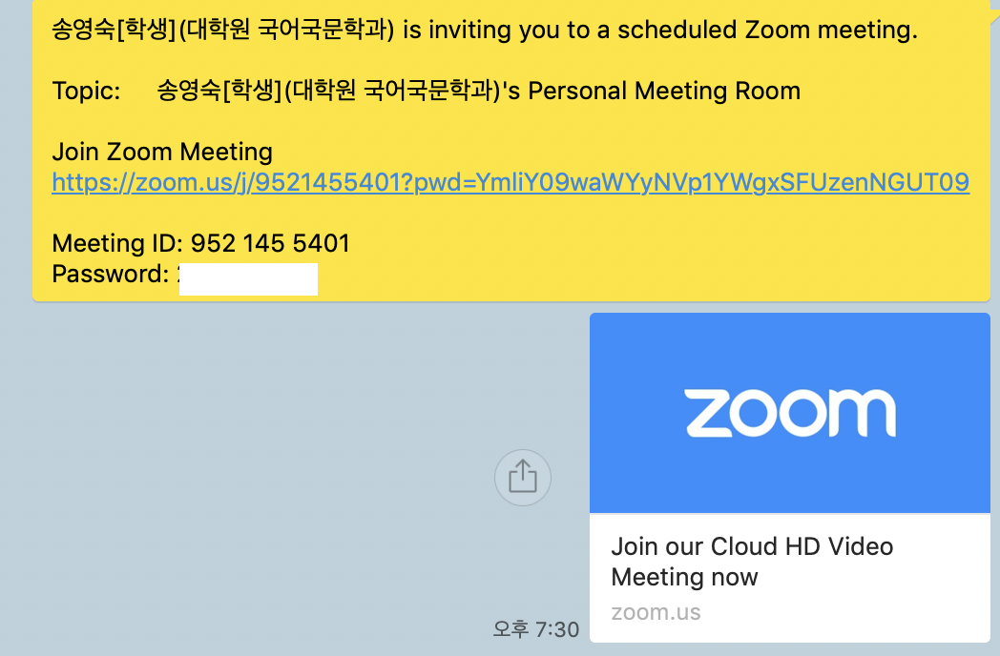 송영숙[학생](대학원 국어국문학과) is inviting you to a scheduled Zoom meeting.
Topic: 송영숙[학생](대학원 국어국문학과)'s Personal Meeting Room
Join Zoom Meeting
https://zoom.us/j/9521455401?pwd=YmliY09waWYyNVp1YWgxSFUzenNGUT09
Meeting ID: 952 145 5401
Password:
zoom
Join our Cloud HD Video
Meeting now
zoom.us
오후 7:30